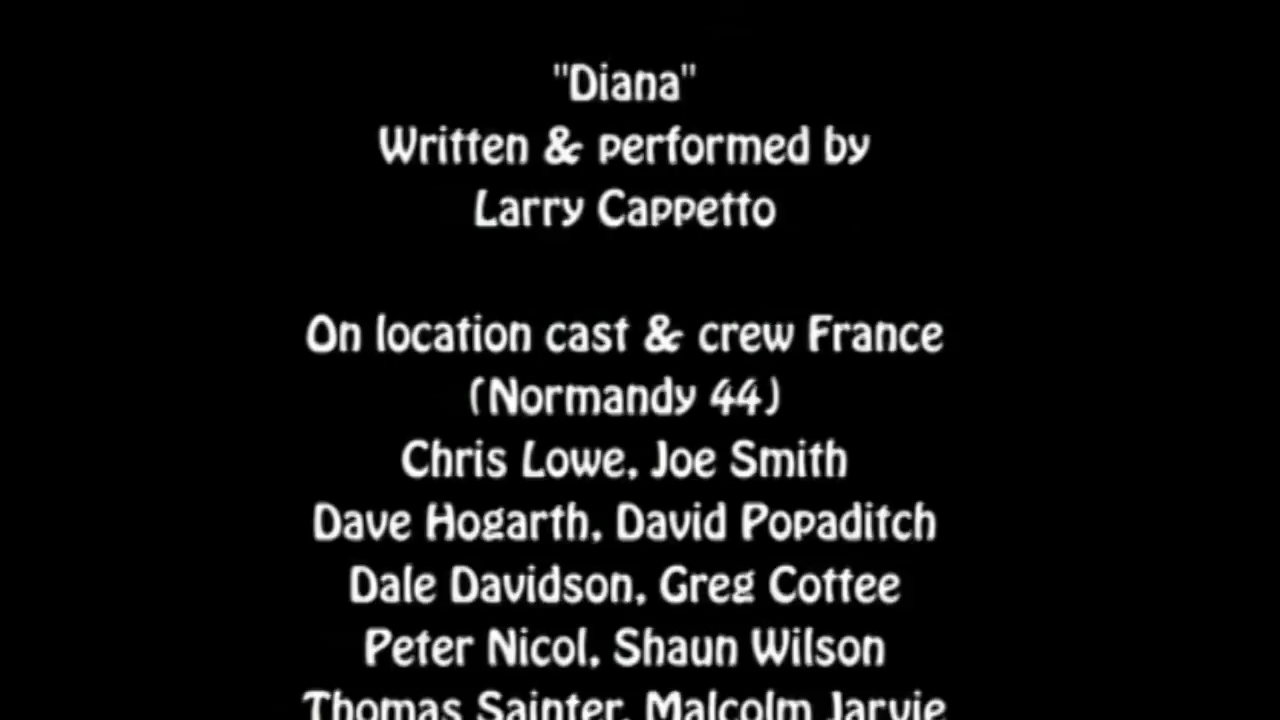 "Diana"
Written & performed by
Larry Cappetto
On location cast & crew France
(Normandy 44)
Chris Lowe, Joe Smith
Dave Hogarth, David Popaditch
Dale Davidson, Greg Cottee
Peter Nicol, Shaun Wilson
Thomas Sainter, Malcolm Jarvie